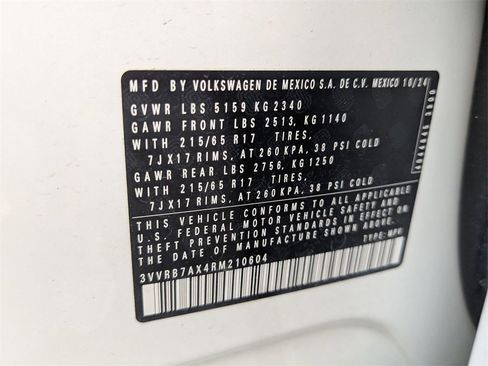 MFD BY VOLKSWAGEN DE MEXICO S.A. DE C.V. MEXICO 10/24
GVWR LBS 5159 KG 2340
GAWR FRONT LBS 2513, KG 1140
WITH 215/65 R17 TIRES,
7JX17 RIMS, AT 260 KPA, 38 PSI COLD
GAWR REAR LBS 2756, KG1250
WITH 215/65 R17 TIRES,
7JX17 RIMS, AT 260 KPA, 38 PSI COLD
THIS VEHICLE CONFORMS TO ALL APPLICABLE
U.S. FEDERAL MOTOR VEHICLE SAFETY AND
THEFT PREVENTION STANDARDS IN EFFECT ON
THE DATE OF MANUFACTURE SHOWN ABOVE.
3VVRB7AX4RM210604 TYPE: MPV